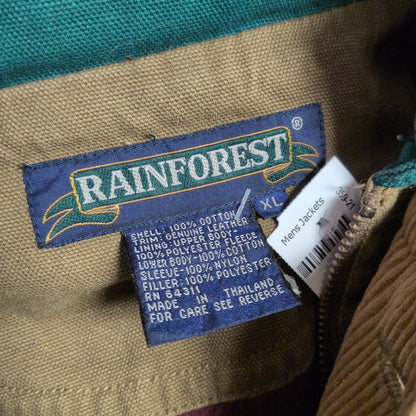 RAINFOREST
XL
SHELL: 100% COTTON
TRIM: GENUINE LEATHER
LINING: UPPER BODY-
100% POLYESTER FLEECE
LOWER BODY-100% COTTON
SLEEVE-100% NYLON
FILLER: 100% POLYESTER
RN 64311
MADE IN THAILAND
FOR CARE SEE REVERSE
Mens Jackets